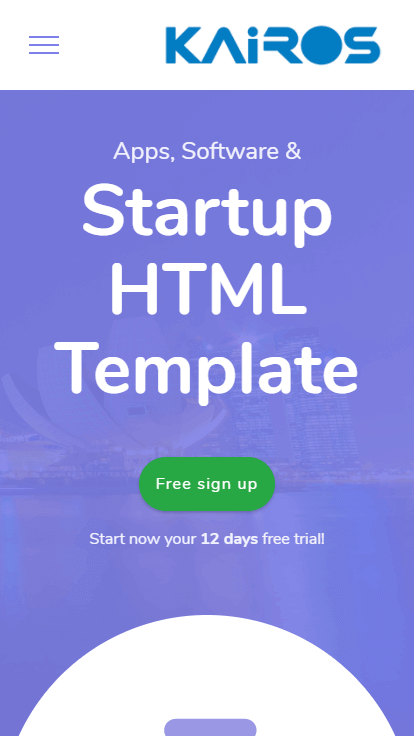 KAiROS
Apps, Software &
Startup
HTML
Template
Free sign up
Start now your 12 days free trial!